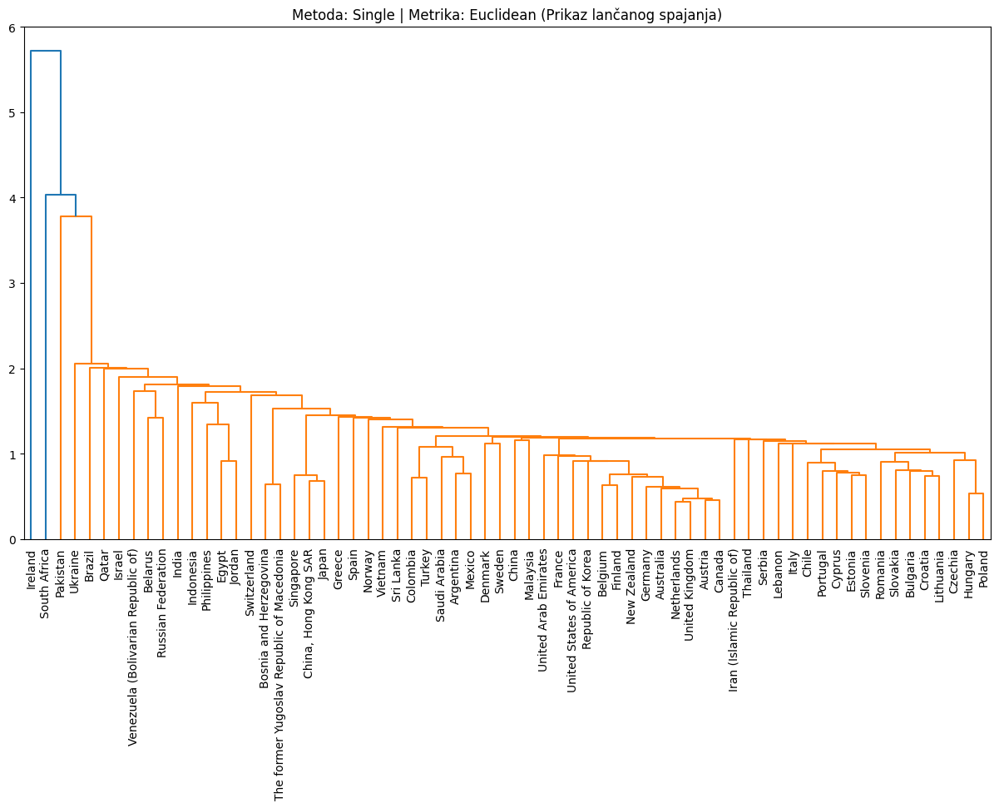 Metoda: Single | Metrika: Euclidean (Prikaz lančanog spajanja)
6
5
4
3
2
1
0
Ireland
South Africa
Pakistan
Ukraine
Brazil
Qatar
Israel
Venezuela (Bolivarian Republic of)
Belarus
Russian Federation
India
Indonesia
Philippines
Egypt
Jordan
Switzerland
Bosnia and Herzegovina
The former Yugoslav Republic of Macedonia
Singapore
China, Hong Kong SAR
Japan
Greece
Spain
Norway
Vietnam
Sri Lanka
Colombia
Turkey
Saudi Arabia
Argentina
Mexico
Denmark
Sweden
China
Malaysia
United Arab Emirates
France
United States of America
Republic of Korea
Belgium
Finland
New Zealand
Germany
Australia
Netherlands
United Kingdom
Austria
Canada
Iran (Islamic Republic of)
Thailand
Serbia
Lebanon
Italy
Chile
Portugal
Cyprus
Estonia
Slovenia
Romania
Slovakia
Bulgaria
Croatia
Lithuania
Czechia
Hungary
Poland